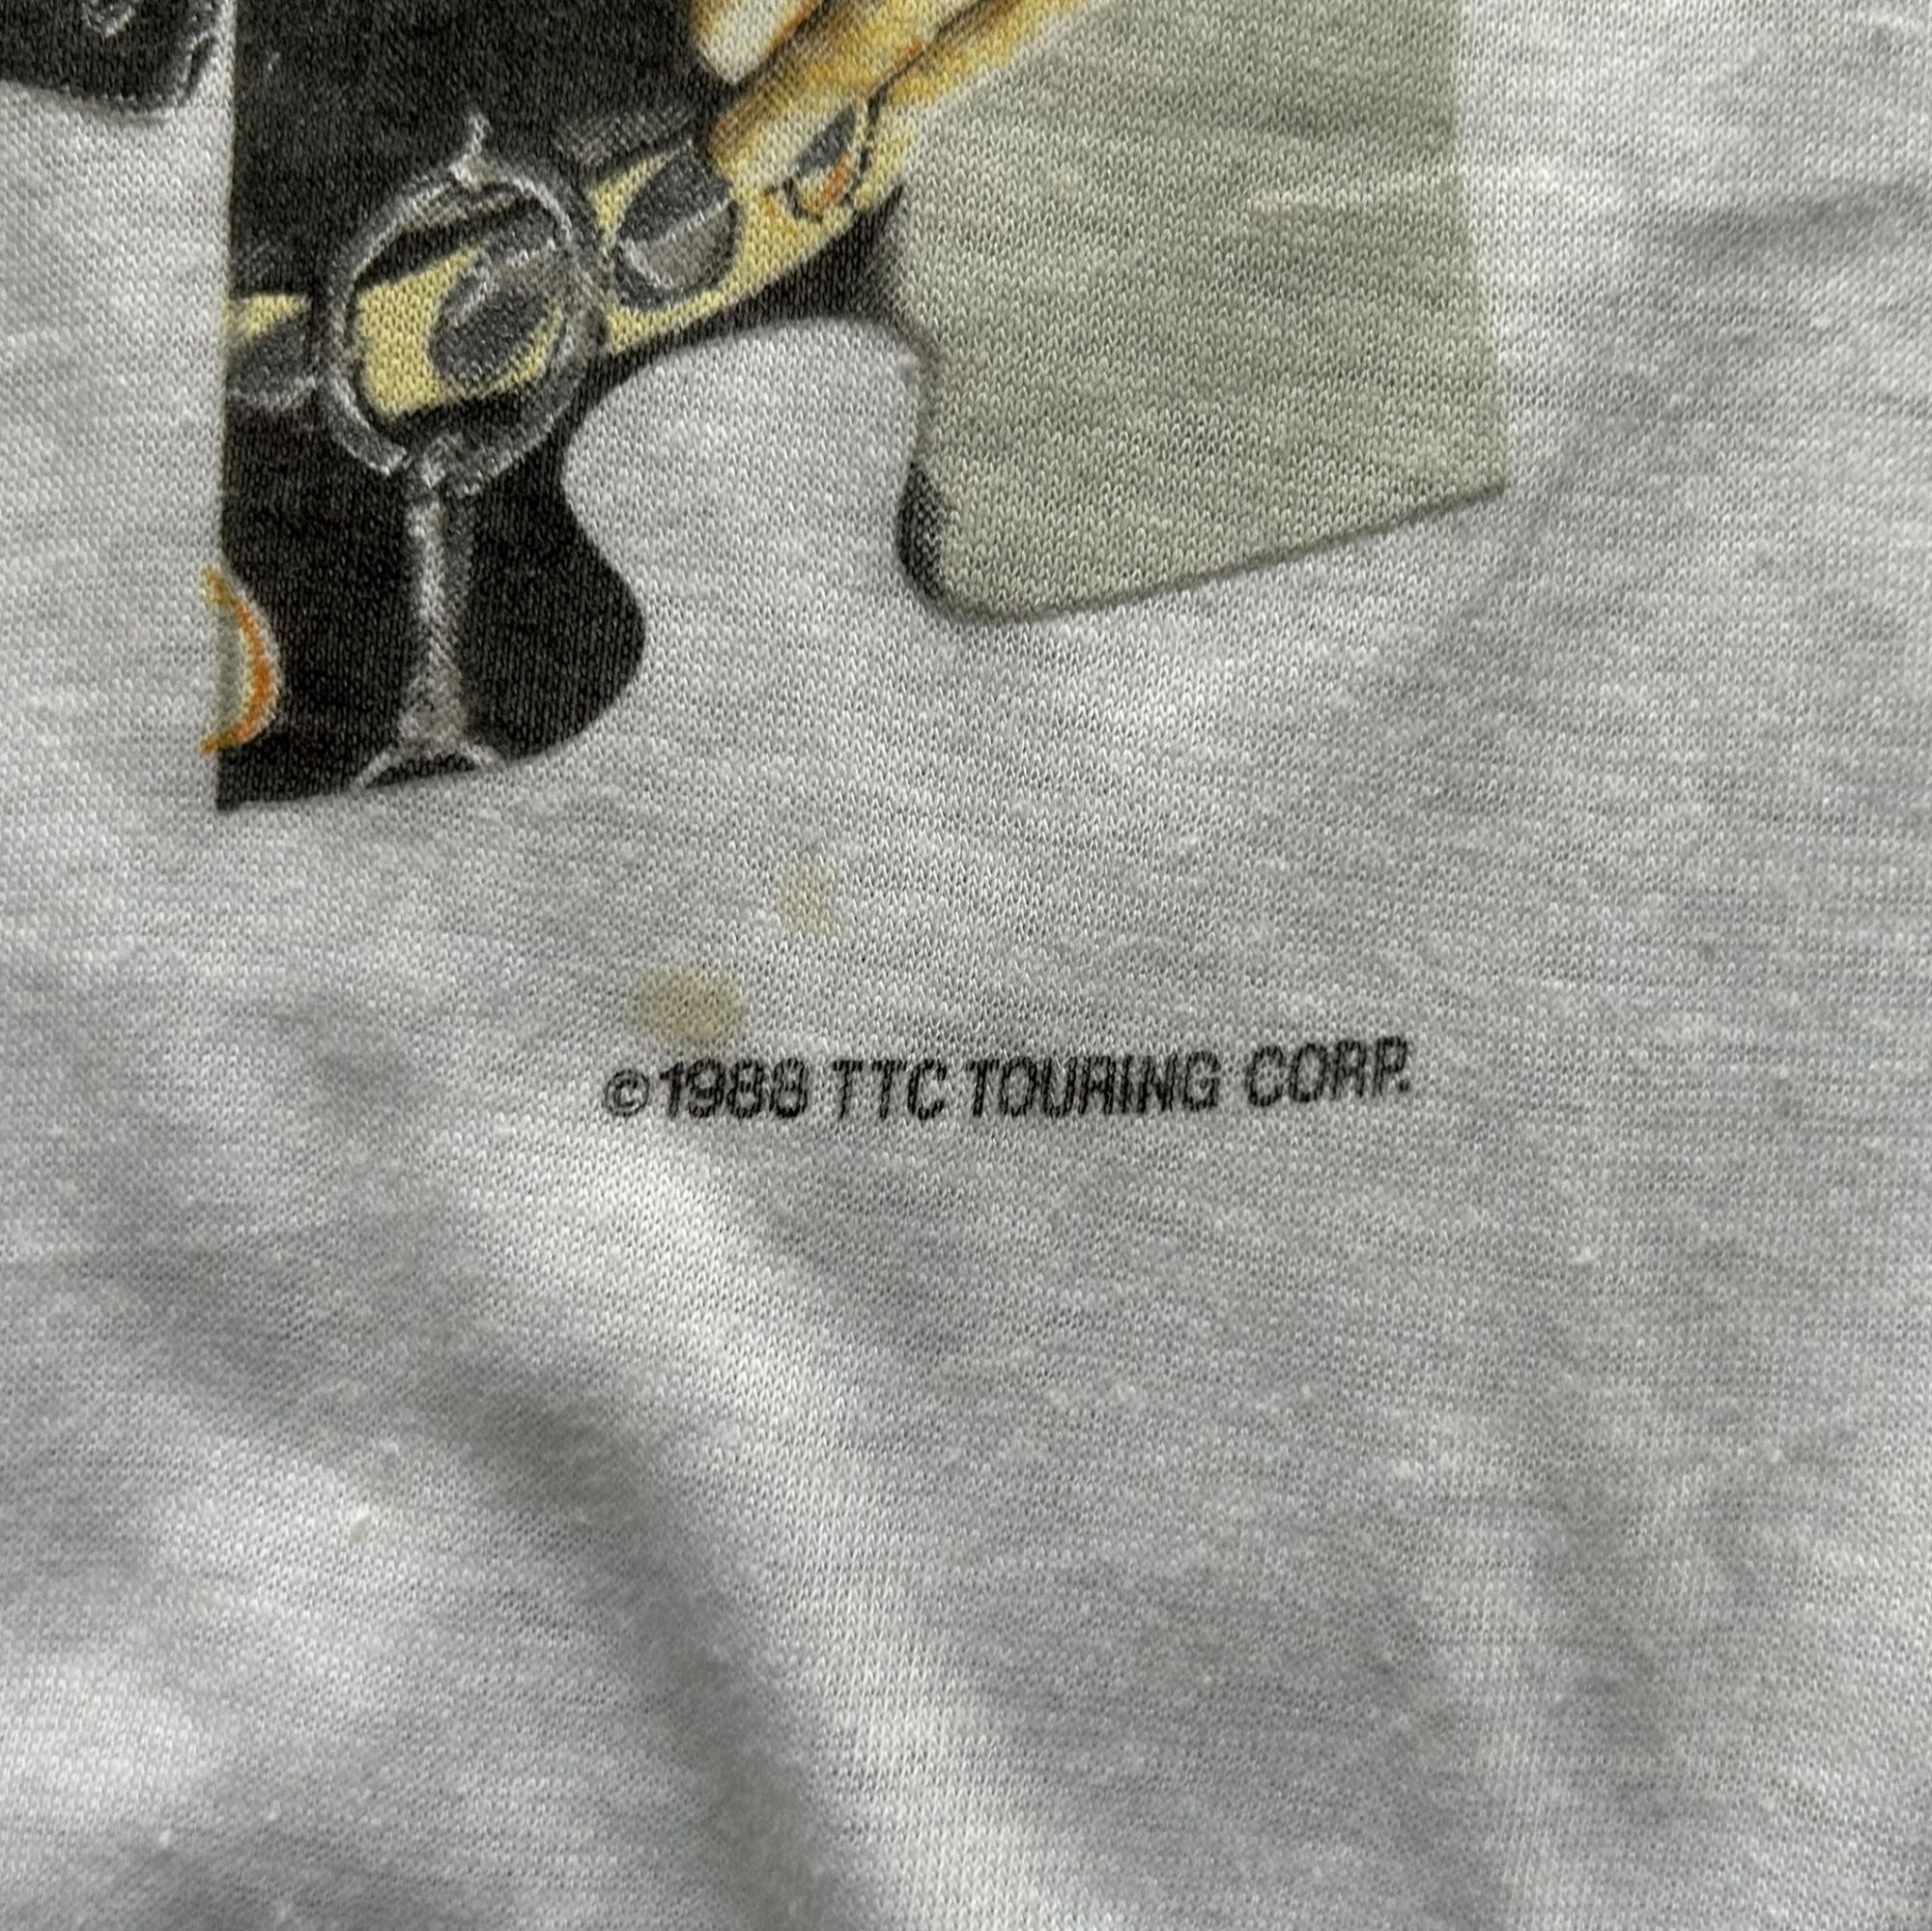 ©1988 TTC TOURING CORP.